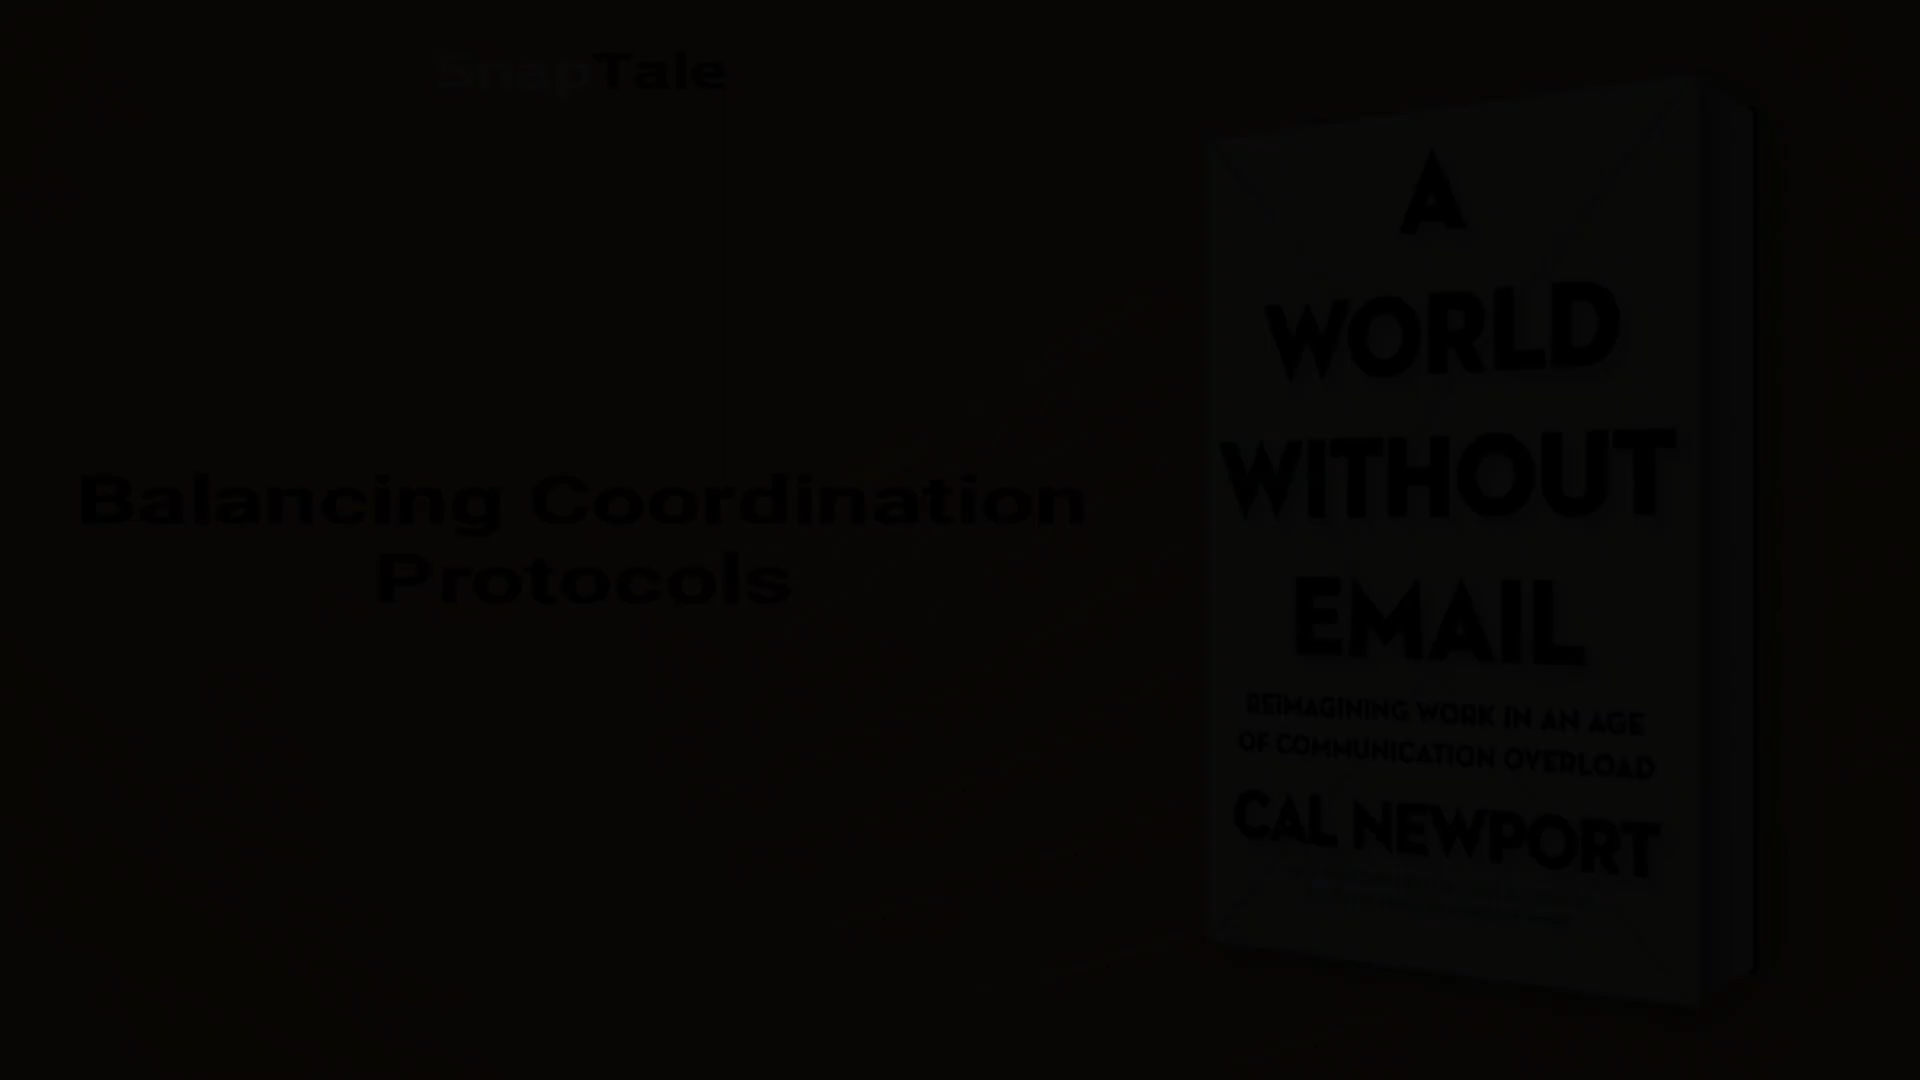 SnapTale
Balancing Coordination
Protocols
A
WORLD
WITHOUT
EMAIL
REIMAGINING WORK IN AN AGE
OF COMMUNICATION OVERLOAD
CAL NEWPORT